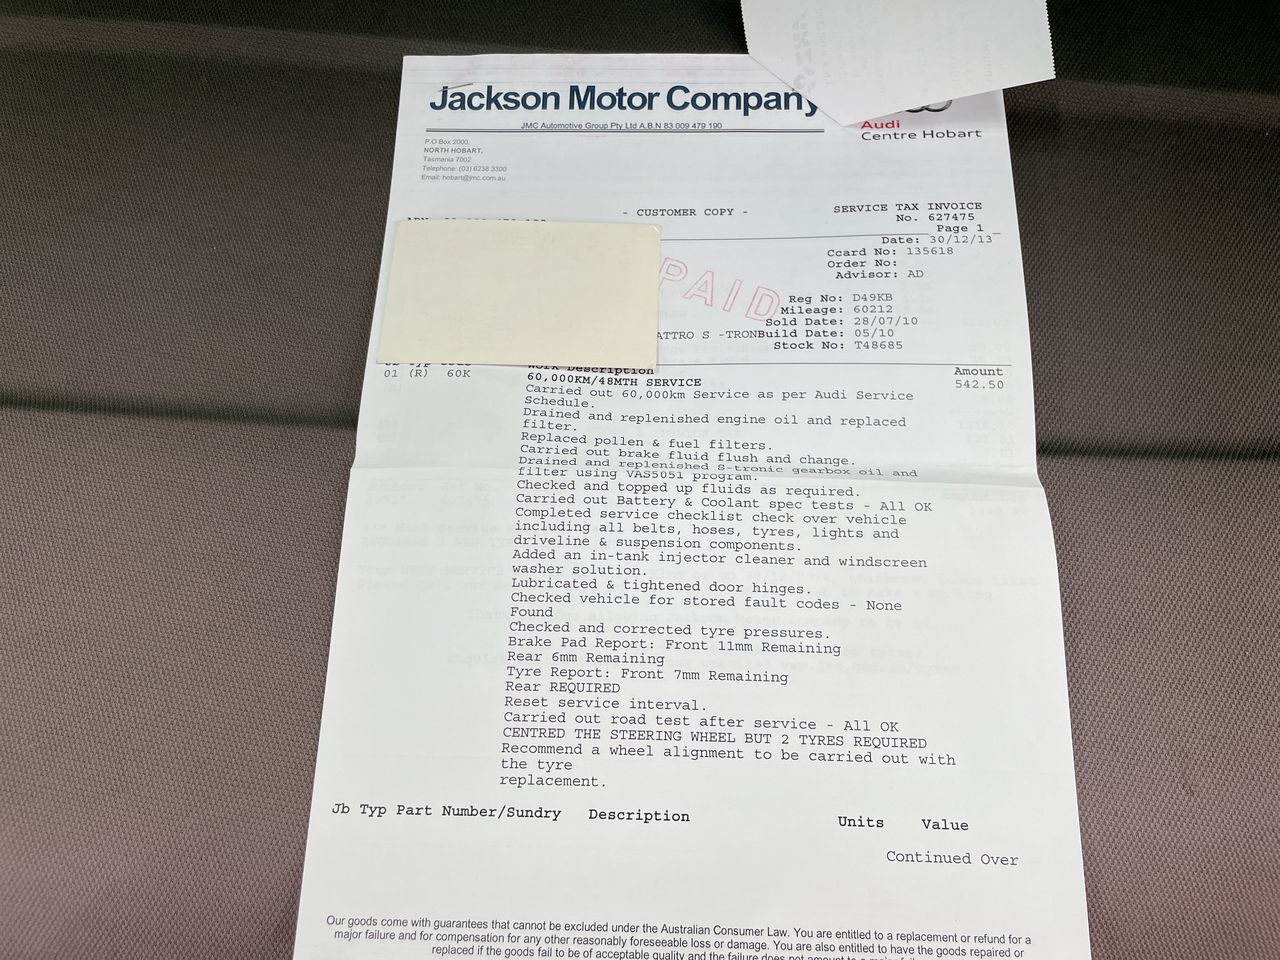 Jackson Motor Company
JMC Automotive Group Pty Ltd A.B.N 83 009 479 190
Audi
Centre Hobart
P.O Box 2000,
NORTH HOBART,
Tasmania 7002
Telephone: (03) 6238 3300
Email: hobart@jmc.com.au
- CUSTOMER COPY -
SERVICE TAX INVOICE
No. 627475
Page 1
Date: 30/12/13
Ccard No: 135618
Order No:
Advisor: AD
PAID
Reg No: D49KB
Mileage: 60212
Sold Date: 28/07/10
ATTRO S -TRONBuild Date: 05/10
Stock No: T48685
Work Description Amount
01 (R) 60K 60,000KM/48MTH SERVICE 542.50
Carried out 60,000km Service as per Audi Service
Schedule.
Drained and replenished engine oil and replaced
filter.
Replaced pollen & fuel filters.
Carried out brake fluid flush and change.
Drained and replenished S-tronic gearbox oil and
filter using VAS5051 program.
Checked and topped up fluids as required.
Carried out Battery & Coolant spec tests - All OK
Completed service checklist check over vehicle
including all belts, hoses, tyres, lights and
driveline & suspension components.
Added an in-tank injector cleaner and windscreen
washer solution.
Lubricated & tightened door hinges.
Checked vehicle for stored fault codes - None
Found
Checked and corrected tyre pressures.
Brake Pad Report: Front 11mm Remaining
Rear 6mm Remaining
Tyre Report: Front 7mm Remaining
Rear REQUIRED
Reset service interval.
Carried out road test after service - All OK
CENTRED THE STEERING WHEEL BUT 2 TYRES REQUIRED
Recommend a wheel alignment to be carried out with
the tyre
replacement.
Jb Typ Part Number/Sundry Description Units Value
Continued Over
Our goods come with guarantees that cannot be excluded under the Australian Consumer Law. You are entitled to a replacement or refund for a
major failure and for compensation for any other reasonably foreseeable loss or damage. You are also entitled to have the goods repaired or
replaced if the goods fail to be of acceptable quality and the failure does not amount to a major